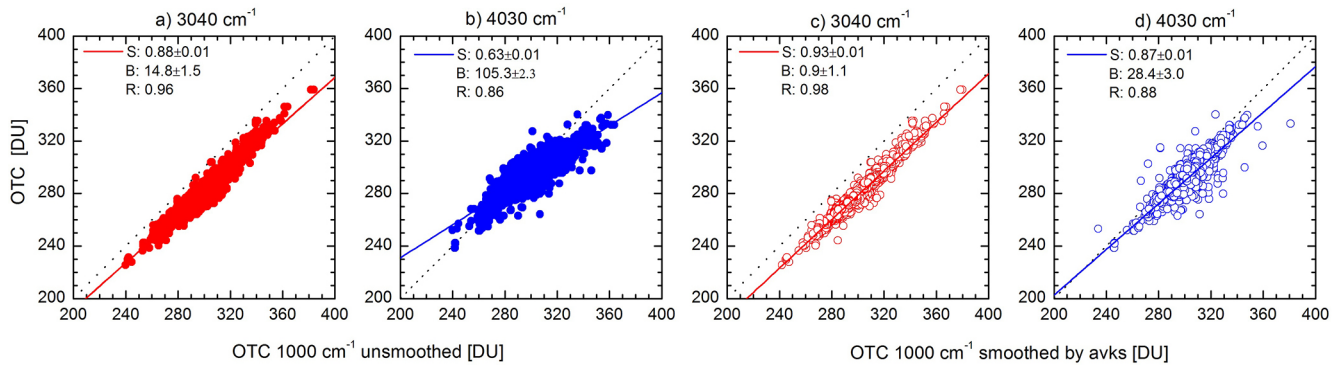 a) 3040 cm⁻¹
b) 4030 cm⁻¹
c) 3040 cm⁻¹
d) 4030 cm⁻¹
OTC [DU]
400
360
320
280
240
200
S: 0.88±0.01
B: 14.8±1.5
R: 0.96
200 240 280 320 360 400
400
360
320
280
240
200
S: 0.63±0.01
B: 105.3±2.3
R: 0.86
200 240 280 320 360 400
OTC 1000 cm⁻¹ unsmoothed [DU]
400
360
320
280
240
200
S: 0.93±0.01
B: 0.9±1.1
R: 0.98
200 240 280 320 360 400
400
360
320
280
240
200
S: 0.87±0.01
B: 28.4±3.0
R: 0.88
200 240 280 320 360 400
OTC 1000 cm⁻¹ smoothed by avks [DU]